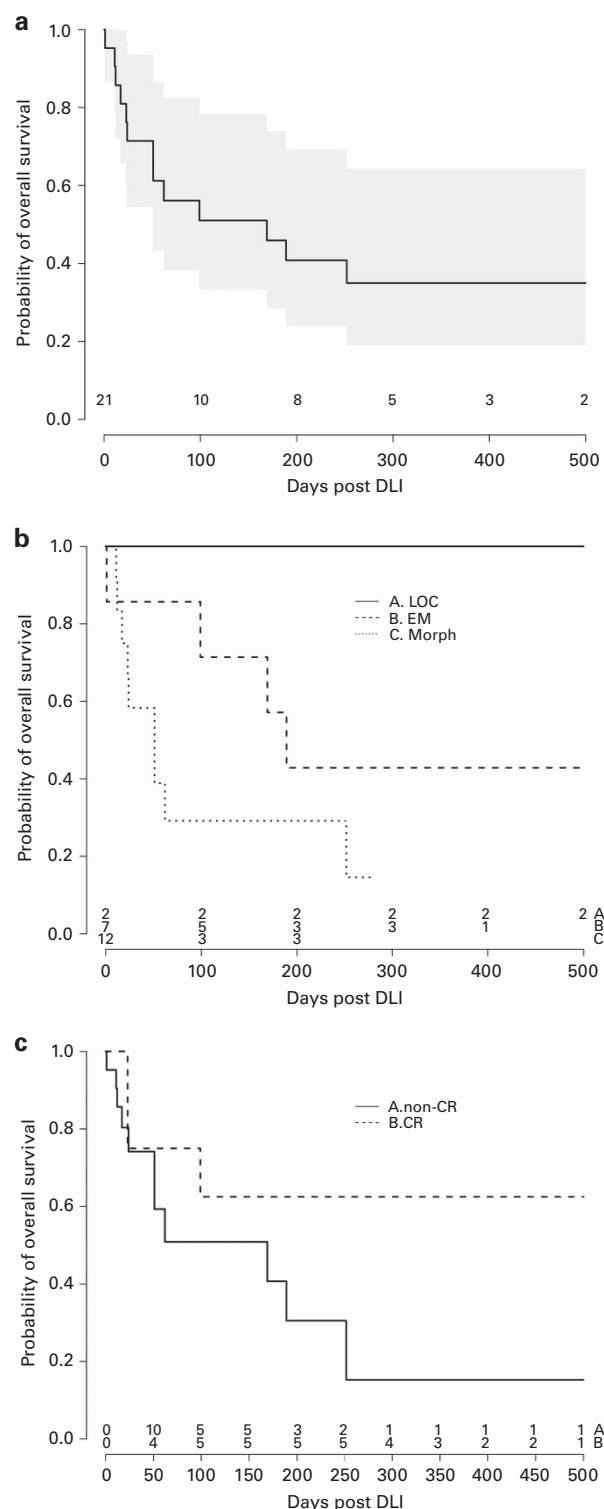 a
Probability of overall survival
1.0
0.8
0.6
0.4
0.2
0.0
21 10 8 5 3 2
0 100 200 300 400 500
Days post DLI
b
Probability of overall survival
1.0
0.8
0.6
0.4
0.2
0.0
A. LOC
B. EM
C. Morph
2 2 2 2 2 2 A
7 5 3 3 1 B
12 3 3 C
0 100 200 300 400 500
Days post DLI
c
Probability of overall survival
1.0
0.8
0.6
0.4
0.2
0.0
A.non-CR
B.CR
0 10 5 5 3 2 1 1 1 1 1 A
0 4 5 5 5 5 4 3 2 2 1 B
0 50 100 150 200 250 300 350 400 450 500
Days post DLI